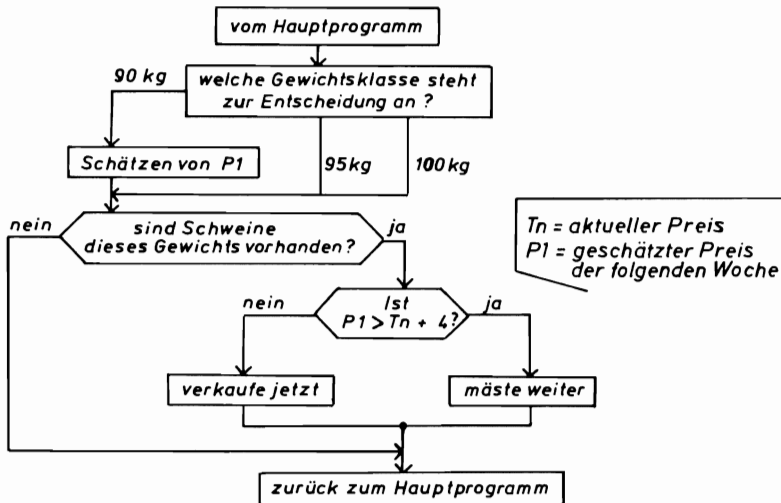 vom Hauptprogramm
90 kg
welche Gewichtsklasse steht
zur Entscheidung an ?
Schätzen von P1
95kg
100kg
nein
sind Schweine
dieses Gewichts vorhanden?
ja
Tn = aktueller Preis
P1 = geschätzter Preis
der folgenden Woche
nein
Ist
P1 > Tn + 4?
ja
verkaufe jetzt
mäste weiter
zurück zum Hauptprogramm